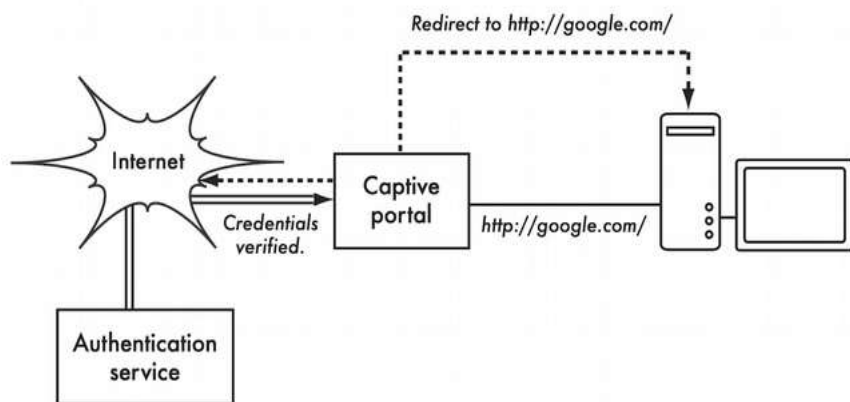 Redirect to http://google.com/
Internet
Captive
portal
Credentials
verified.
http://google.com/
Authentication
service